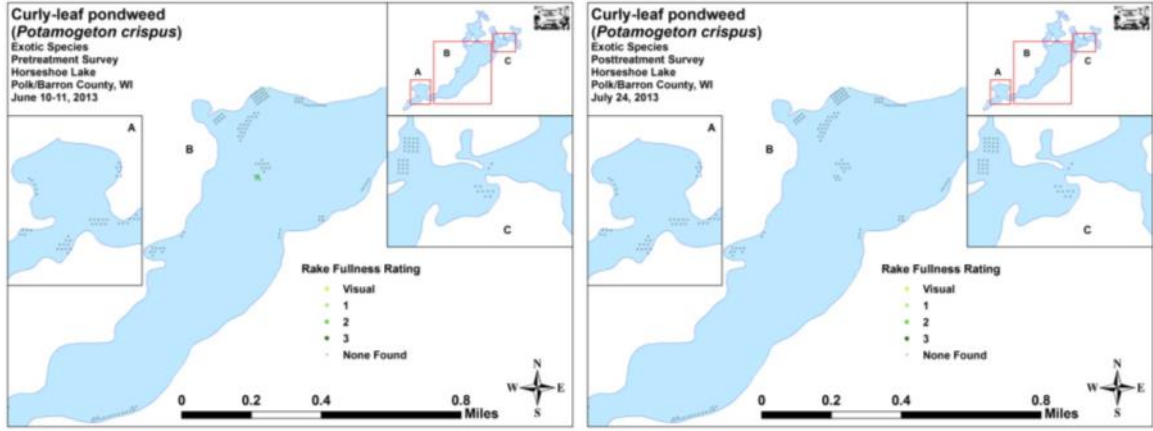 Curly-leaf pondweed
(Potamogeton crispus)
Exotic Species
Pretreatment Survey
Horseshoe Lake
Polk/Barron County, WI
June 10-11, 2013
A
B
C
A
B
C
Rake Fullness Rating
Visual
1
2
3
None Found
N
W E
S
0 0.2 0.4 0.8
Miles
Curly-leaf pondweed
(Potamogeton crispus)
Exotic Species
Posttreatment Survey
Horseshoe Lake
Polk/Barron County, WI
July 24, 2013
A
B
C
A
B
C
Rake Fullness Rating
Visual
1
2
3
None Found
N
W E
S
0 0.2 0.4 0.8
Miles